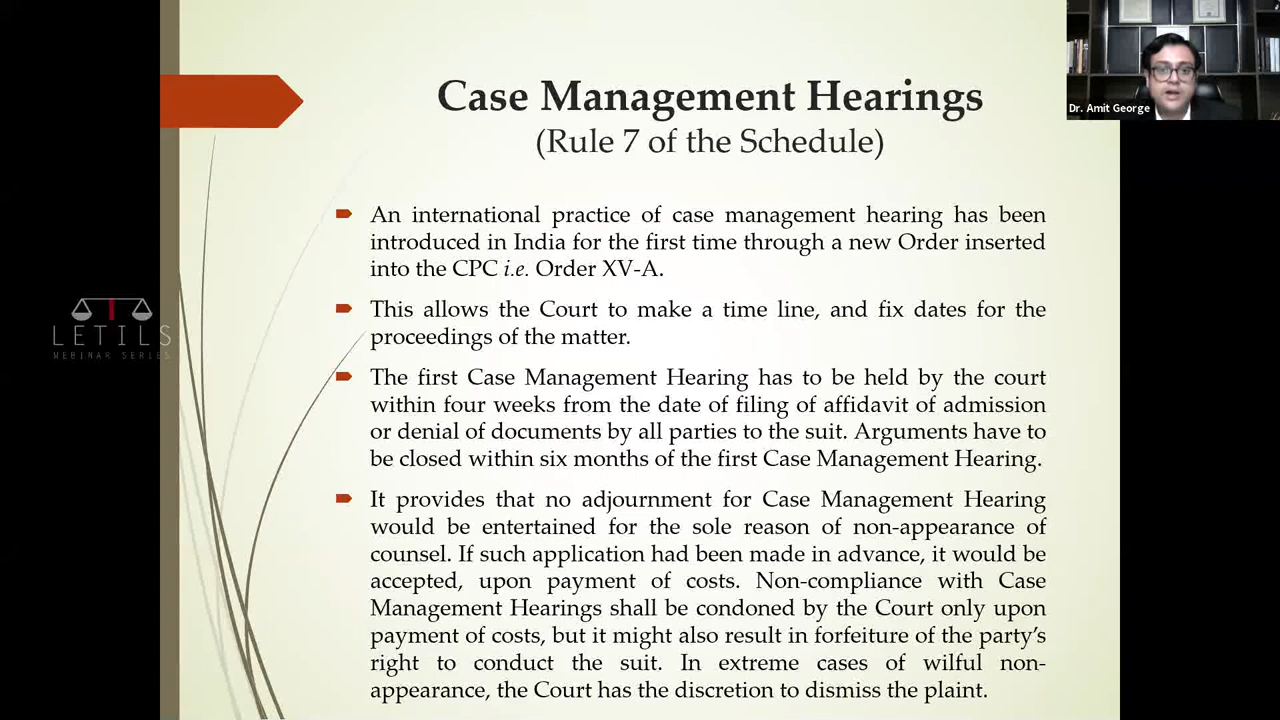 Case Management Hearings
(Rule 7 of the Schedule)
An international practice of case management hearing has been
introduced in India for the first time through a new Order inserted
into the CPC i.e. Order XV-A.
This allows the Court to make a time line, and fix dates for the
proceedings of the matter.
The first Case Management Hearing has to be held by the court
within four weeks from the date of filing of affidavit of admission
or denial of documents by all parties to the suit. Arguments have to
be closed within six months of the first Case Management Hearing.
It provides that no adjournment for Case Management Hearing
would be entertained for the sole reason of non-appearance of
counsel. If such application had been made in advance, it would be
accepted, upon payment of costs. Non-compliance with Case
Management Hearings shall be condoned by the Court only upon
payment of costs, but it might also result in forfeiture of the party’s
right to conduct the suit. In extreme cases of wilful non-
appearance, the Court has the discretion to dismiss the plaint.
Dr. Amit George
LETILS
WEBINAR SERIES